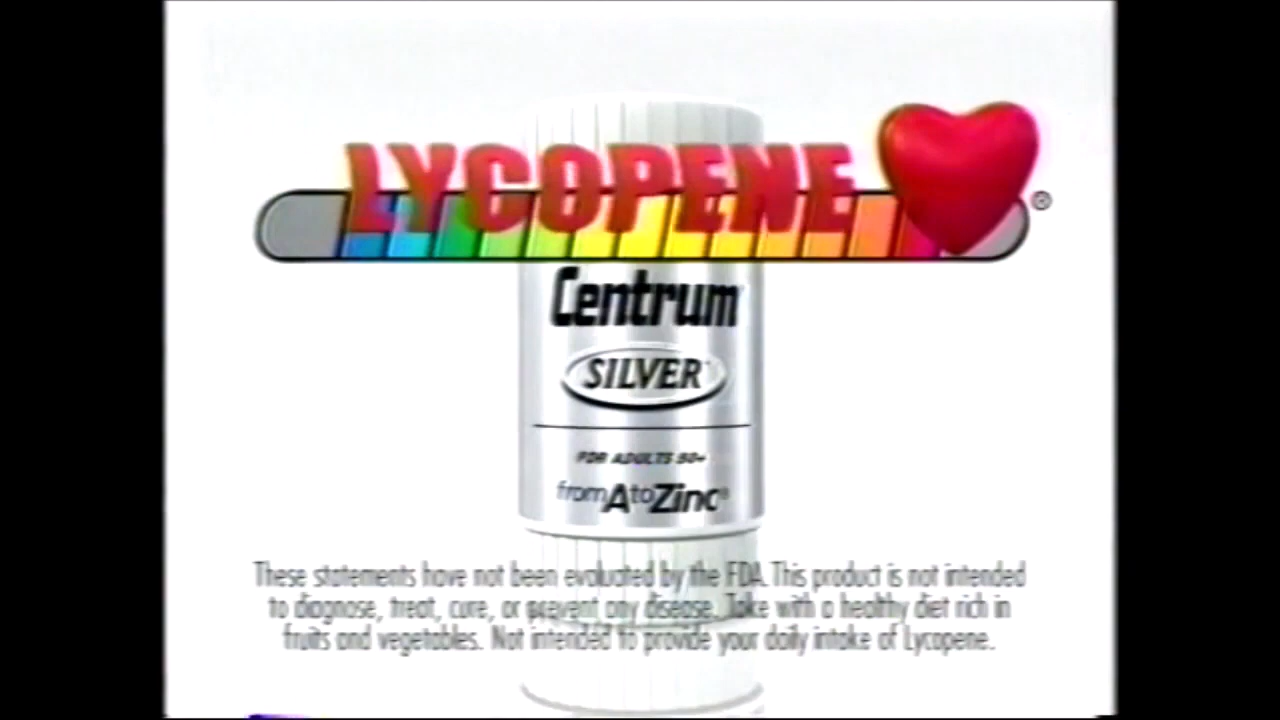 LYCOPENE
®
Centrum
SILVER™
FOR ADULTS 50+
from A to Zinc®
These statements have not been evaluated by the FDA. This product is not intended
to diagnose, treat, cure, or prevent any disease. Take with a healthy diet rich in
fruits and vegetables. Not intended to provide your daily intake of Lycopene.